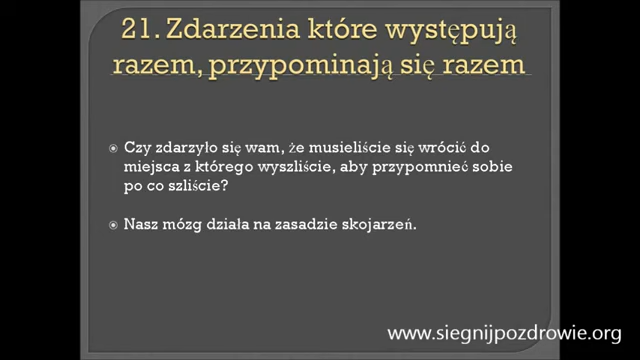 21. Zdarzenia które występują
razem, przypominają się razem
Czy zdarzyło się wam, że musieliście się wrócić do
miejsca z którego wyszliście, aby przypomnieć sobie
po co szliście?
Nasz mózg działa na zasadzie skojarzeń.
www.siegnijpozdrowie.org